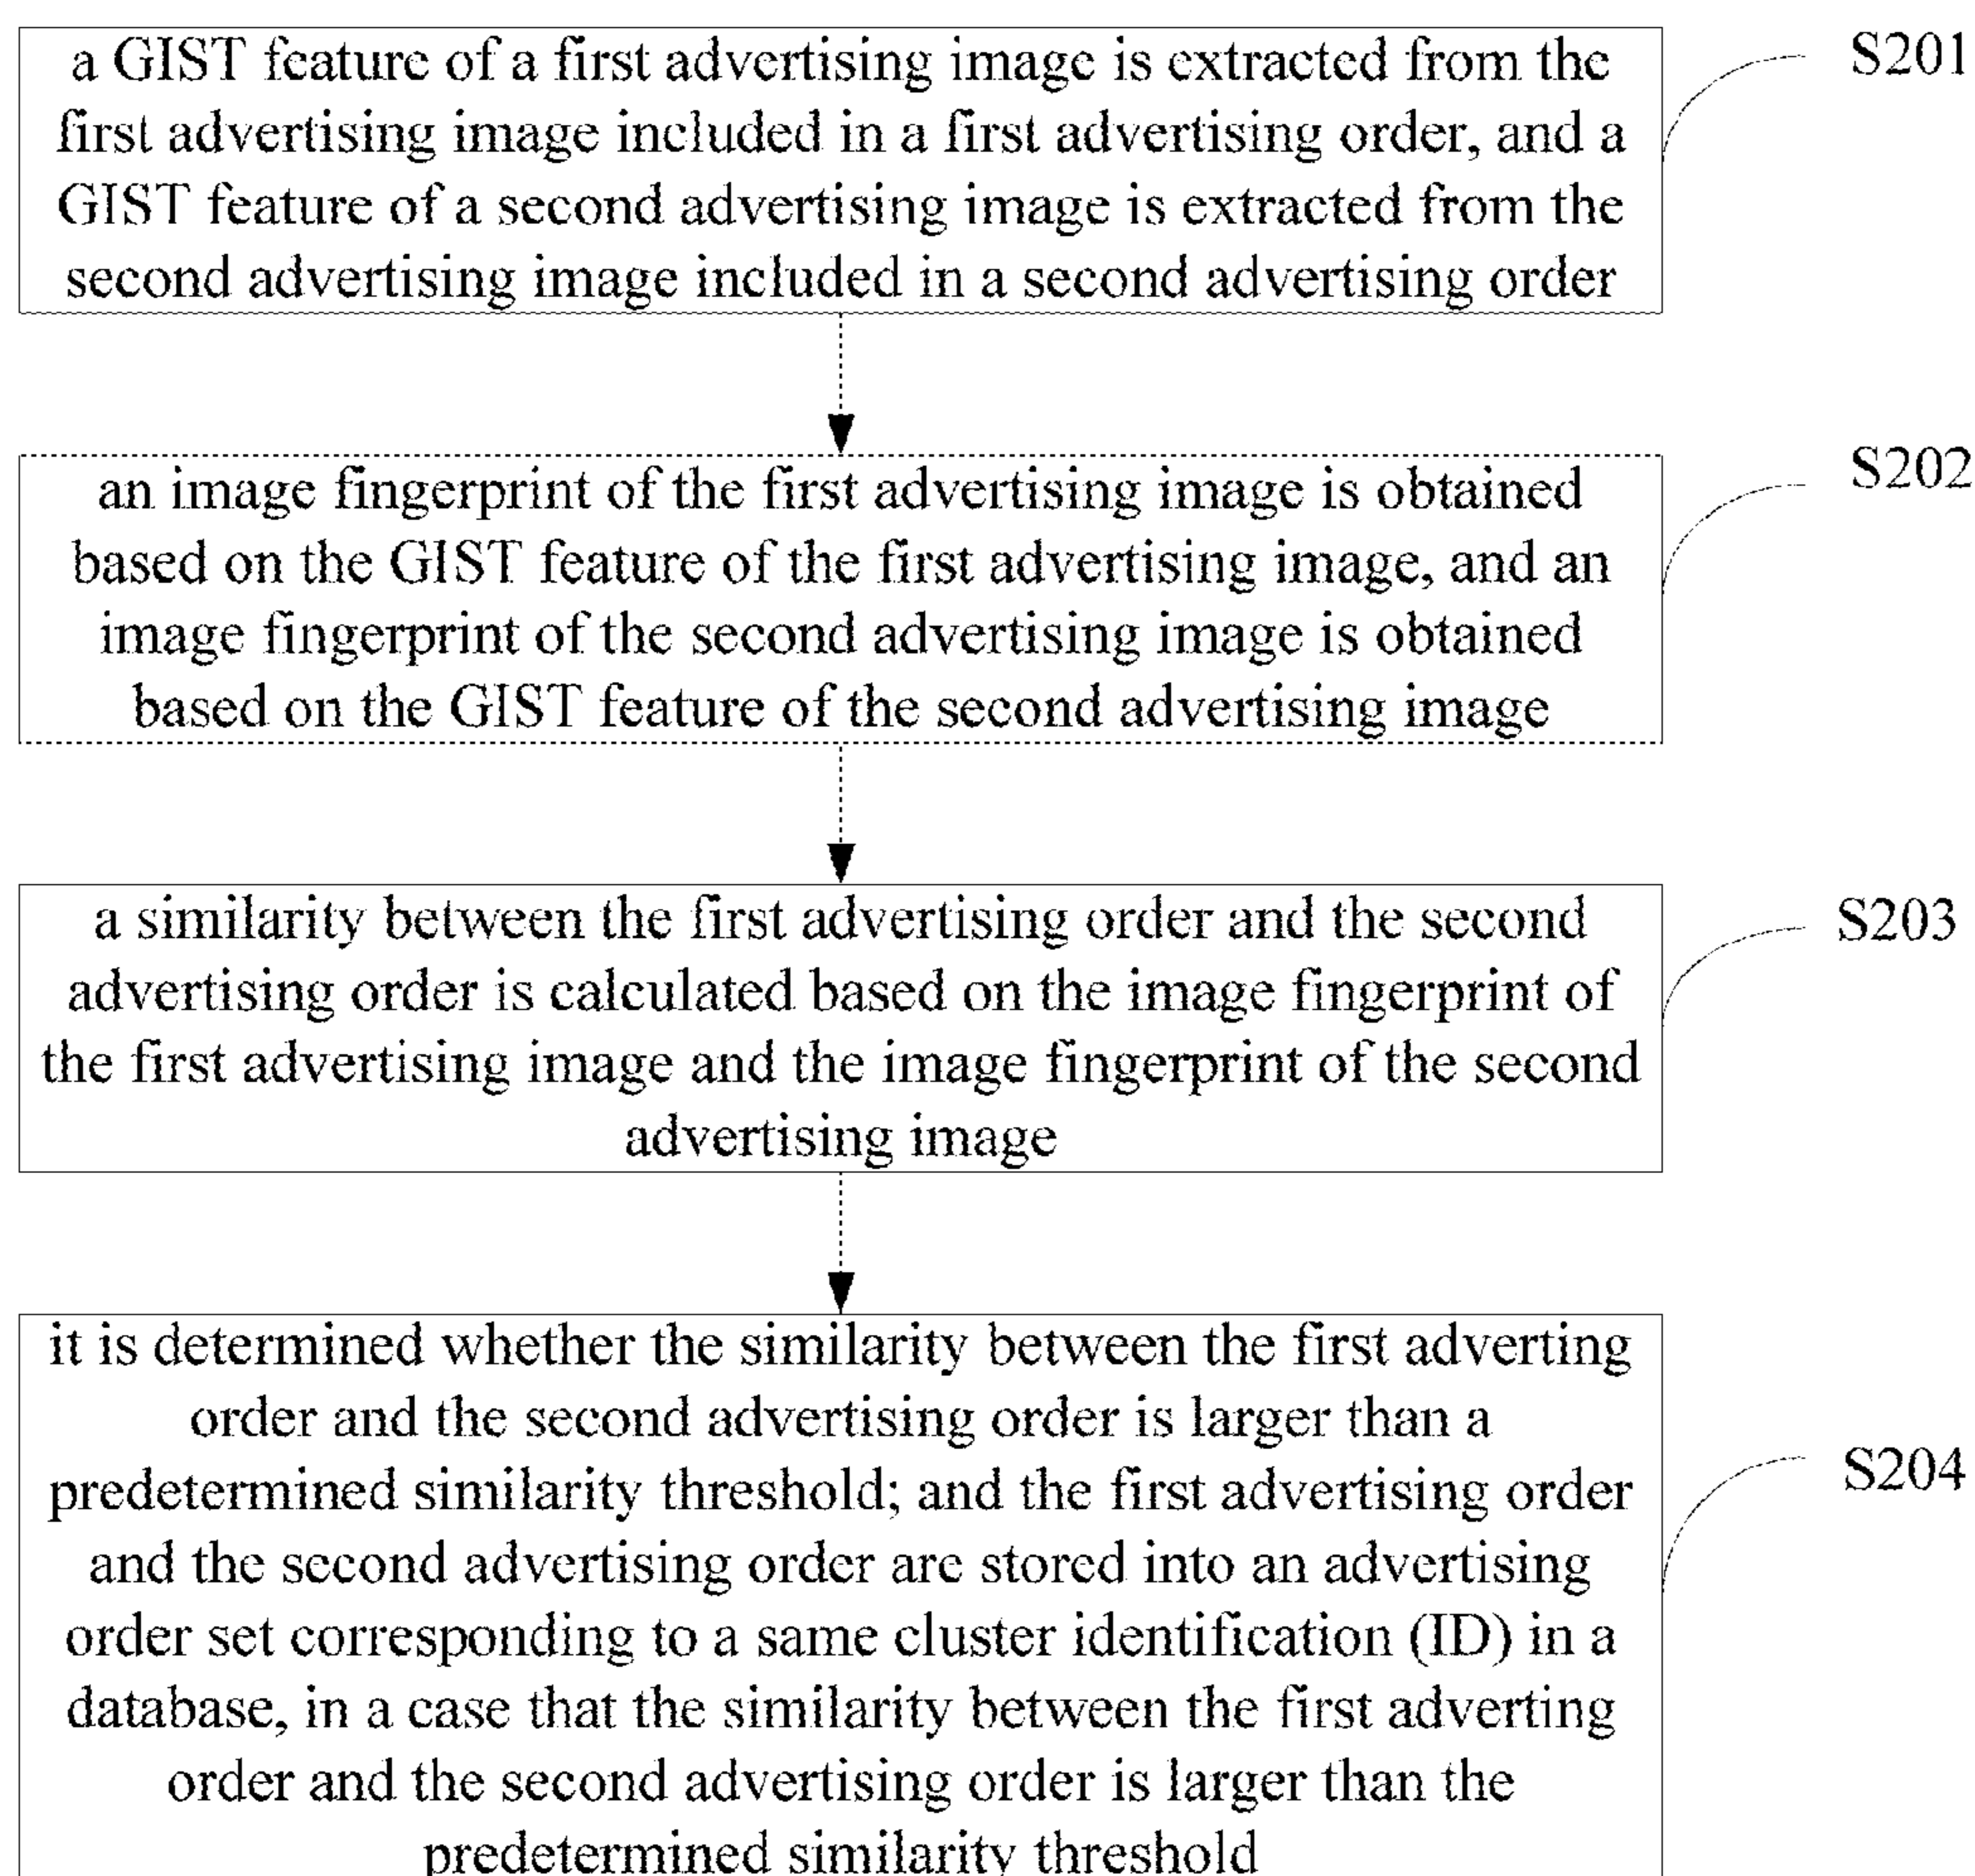 a GIST feature of a first advertising image is extracted from the
first advertising image included in a first advertising order, and a
GIST feature of a second advertising image is extracted from the
second advertising image included in a second advertising order
S201
an image fingerprint of the first advertising image is obtained
based on the GIST feature of the first advertising image, and an
image fingerprint of the second advertising image is obtained
based on the GIST feature of the second advertising image
S202
a similarity between the first advertising order and the second
advertising order is calculated based on the image fingerprint of
the first advertising image and the image fingerprint of the second
advertising image
S203
it is determined whether the similarity between the first adverting
order and the second advertising order is larger than a
predetermined similarity threshold; and the first advertising order
and the second advertising order are stored into an advertising
order set corresponding to a same cluster identification (ID) in a
database, in a case that the similarity between the first adverting
order and the second advertising order is larger than the
predetermined similarity threshold
S204